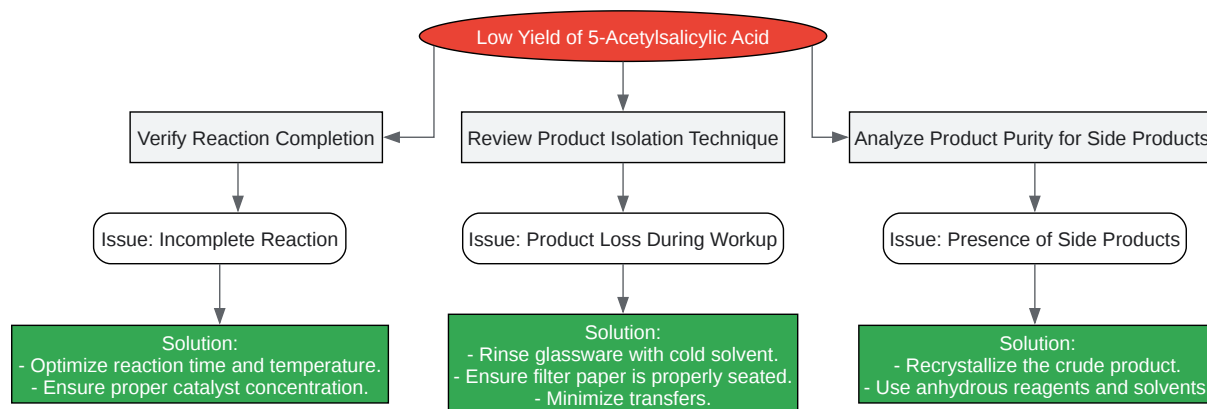 Low Yield of 5-Acetylsalicylic Acid
Verify Reaction Completion
Review Product Isolation Technique
Analyze Product Purity for Side Products
Issue: Incomplete Reaction
Issue: Product Loss During Workup
Issue: Presence of Side Products
Solution:
- Optimize reaction time and temperature.
- Ensure proper catalyst concentration.
Solution:
- Rinse glassware with cold solvent.
- Ensure filter paper is properly seated.
- Minimize transfers.
Solution:
- Recrystallize the crude product.
- Use anhydrous reagents and solvents